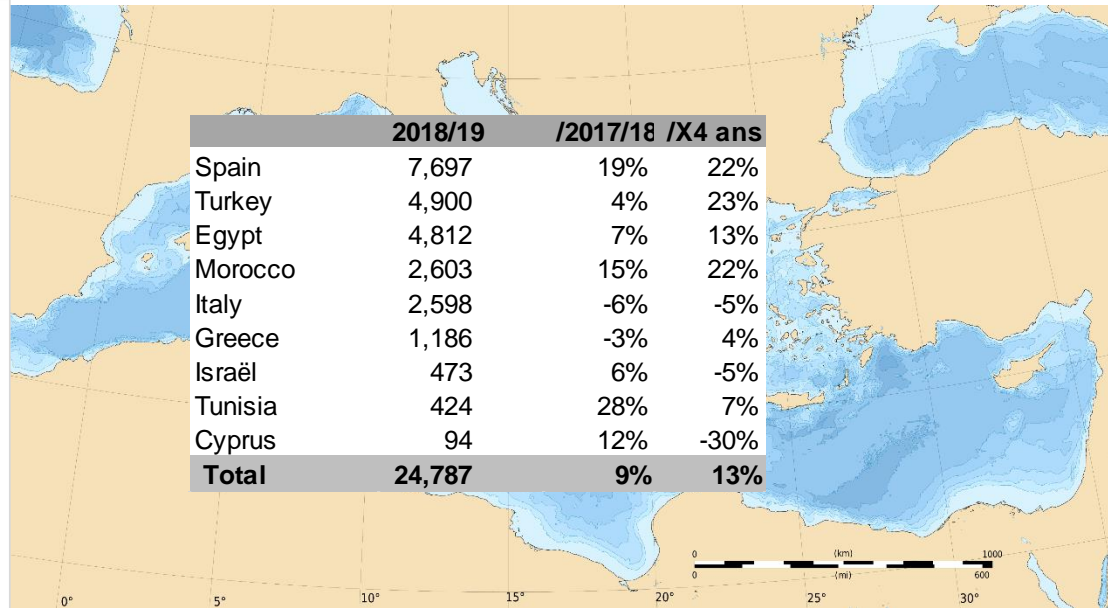 2018/19 /2017/18 /X4 ans
Spain 7,697 19% 22%
Turkey 4,900 4% 23%
Egypt 4,812 7% 13%
Morocco 2,603 15% 22%
Italy 2,598 -6% -5%
Greece 1,186 -3% 4%
Israël 473 6% -5%
Tunisia 424 28% 7%
Cyprus 94 12% -30%
Total 24,787 9% 13%
0 (km) 1000
0 (mi) 600
0° 5° 10° 15° 20° 25° 30°